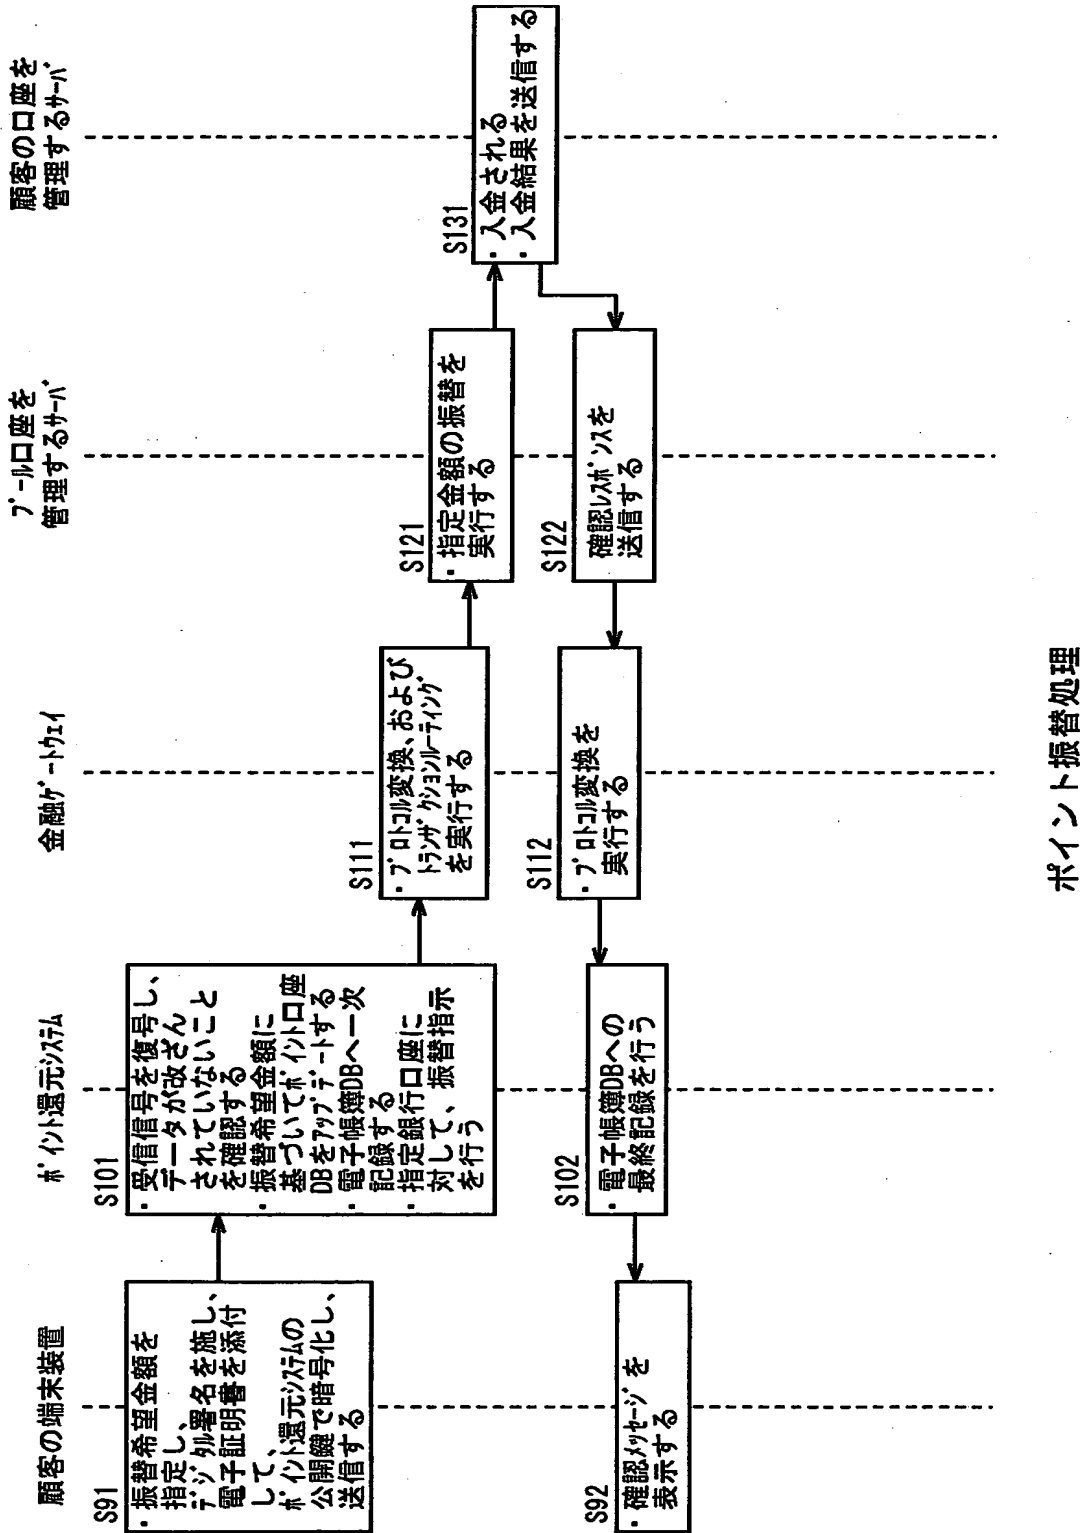 顧客の端末装置
ﾎﾟｲﾝﾄ還元ｼｽﾃﾑ
金融ｹﾞｰﾄｳｪｲ
ﾌﾟｰﾙ口座を
管理するｻｰﾊﾞ
顧客の口座を
管理するｻｰﾊﾞ
S91
・振替希望金額を
指定し、
ﾃﾞｼﾞﾀﾙ署名を施し、
電子証明書を添付
して、
ﾎﾟｲﾝﾄ還元ｼｽﾃﾑの
公開鍵で暗号化し、
送信する
S101
・受信信号を復号し、
データが改ざん
されていないこと
を確認する
・振替希望金額に
基づいてﾎﾟｲﾝﾄ口座
DBをｱｯﾌﾟﾃﾞｰﾄする
・電子帳簿DBへ一次
記録する
・指定銀行口座に
対して、振替指示
を行う
S111
・ﾌﾟﾛﾄｺﾙ変換、および
ﾄﾗﾝｻﾞｸｼｮﾝﾙｰﾃｨﾝｸﾞ
を実行する
S121
・指定金額の振替を
実行する
S131
・入金される
・入金結果を送信する
S122
確認ﾚｽﾎﾟﾝｽを
送信する
S112
・ﾌﾟﾛﾄｺﾙ変換を
実行する
S102
・電子帳簿DBへの
最終記録を行う
S92
・確認ﾒｯｾｰｼﾞを
表示する
ポイント振替処理